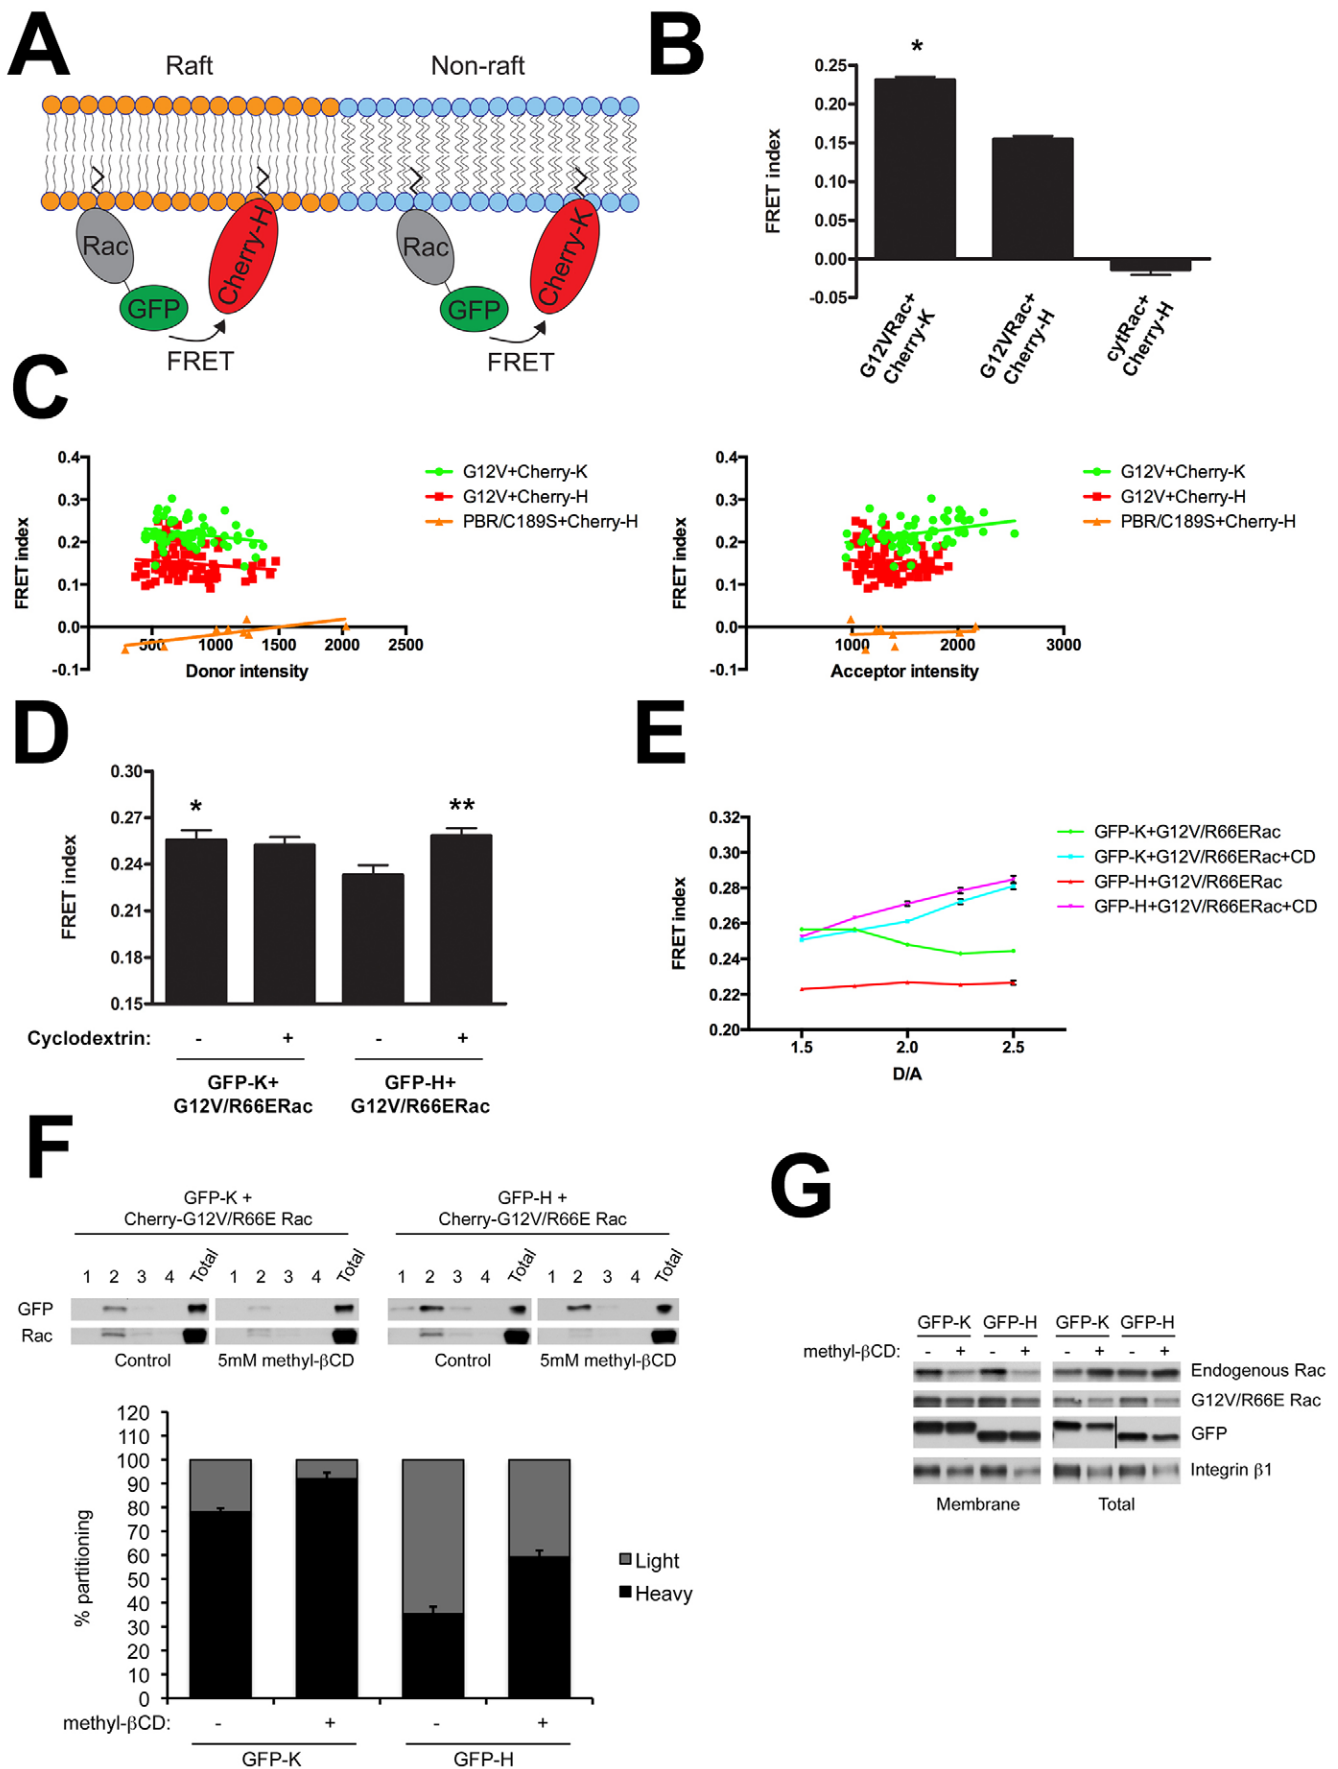 A
Raft
Non-raft
Rac
Cherry-H
Rac
Cherry-K
GFP
GFP
FRET
FRET
B
*
0.25
0.20
0.15
0.10
0.05
0.00
-0.05
FRET index
G12VRac+
Cherry-K
G12VRac+
Cherry-H
cytRac+
Cherry-H
C
0.4
0.3
0.2
0.1
0.0
-0.1
FRET index
500
1000
1500
2000
2500
Donor intensity
G12V+Cherry-K
G12V+Cherry-H
PBR/C189S+Cherry-H
0.4
0.3
0.2
0.1
0.0
-0.1
FRET index
1000
2000
3000
Acceptor intensity
G12V+Cherry-K
G12V+Cherry-H
PBR/C189S+Cherry-H
D
0.30
0.27
0.24
0.21
0.18
0.15
FRET index
*
**
Cyclodextrin: - + - +
GFP-K+
G12V/R66ERac
GFP-H+
G12V/R66ERac
E
0.32
0.30
0.28
0.26
0.24
0.22
0.20
FRET index
1.5
2.0
2.5
D/A
GFP-K+G12V/R66ERac
GFP-K+G12V/R66ERac+CD
GFP-H+G12V/R66ERac
GFP-H+G12V/R66ERac+CD
F
GFP-K +
Cherry-G12V/R66E Rac
GFP-H +
Cherry-G12V/R66E Rac
1 2 3 4 Total 1 2 3 4 Total 1 2 3 4 Total 1 2 3 4 Total
GFP
Rac
Control
5mM methyl-βCD
Control
5mM methyl-βCD
120
110
100
90
80
70
60
50
40
30
20
10
0
% partitioning
Light
Heavy
methyl-βCD: - + - +
GFP-K
GFP-H
G
GFP-K GFP-H GFP-K GFP-H
methyl-βCD: - + - + - + - +
Endogenous Rac
G12V/R66E Rac
GFP
Integrin β1
Membrane
Total